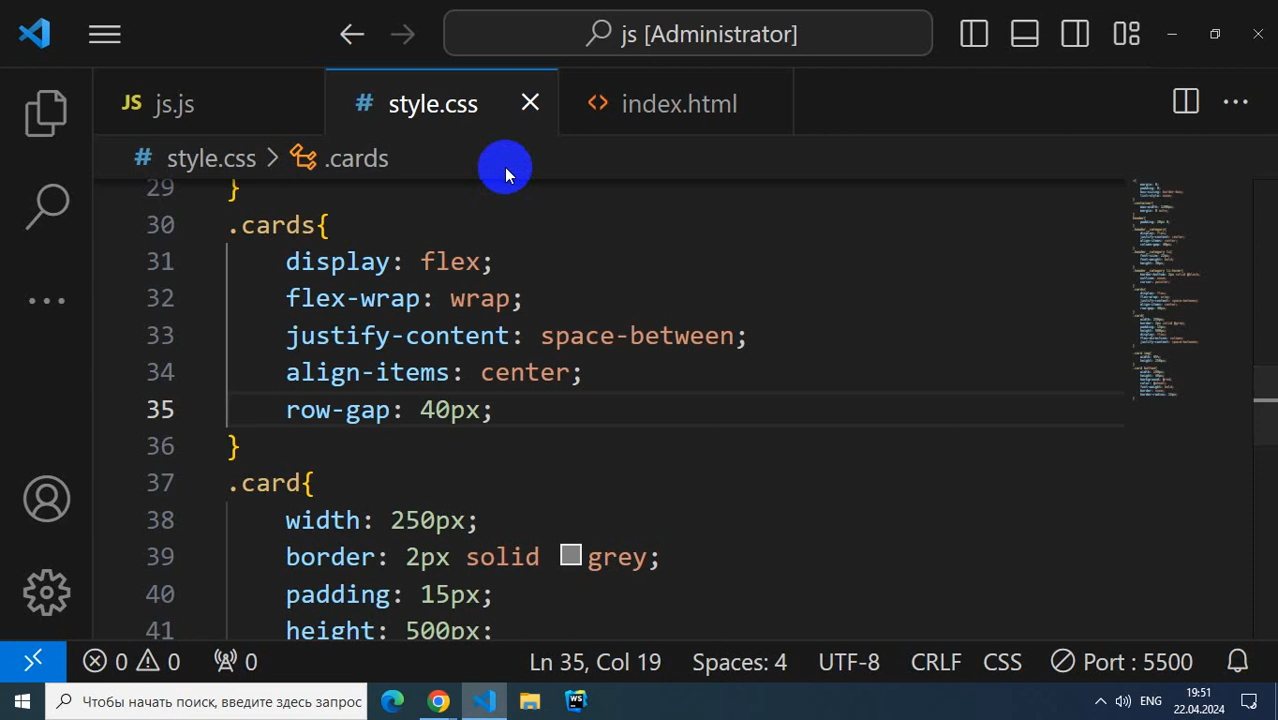 js [Administrator]
JS js.js
# style.css
<> index.html
# style.css > .cards
29 }
30 .cards{
31 display: flex;
32 flex-wrap: wrap;
33 justify-content: space-between;
34 align-items: center;
35 row-gap: 40px;
36 }
37 .card{
38 width: 250px;
39 border: 2px solid grey;
40 padding: 15px;
41 height: 500px;
0 0 0
Ln 35, Col 19
Spaces: 4
UTF-8
CRLF
CSS
Port : 5500
Чтобы начать поиск, введите здесь запрос
WS
ENG
19:51
22.04.2024